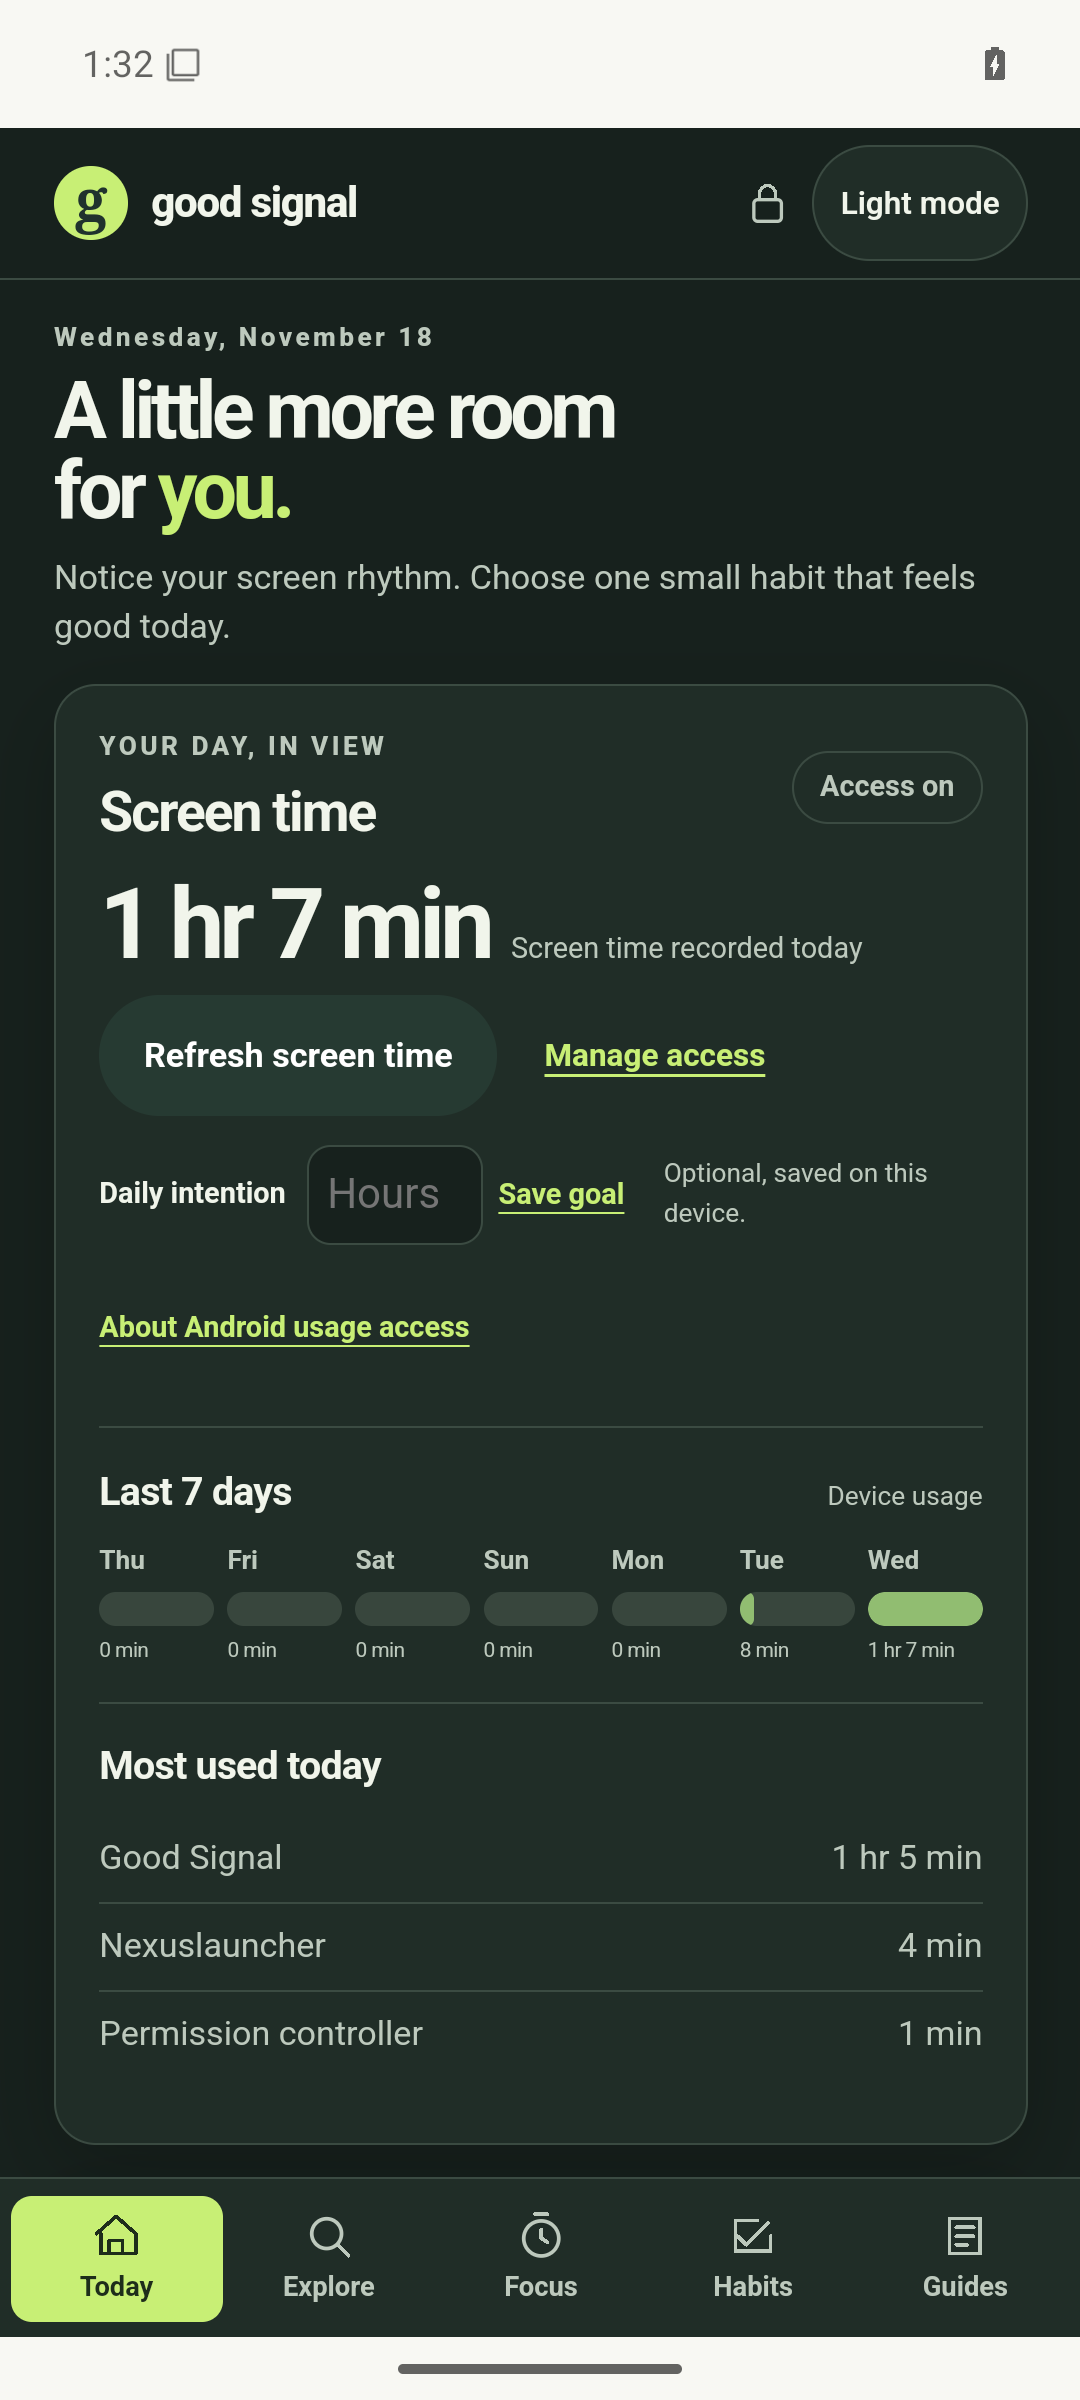 1:32
g good signal
Light mode
Wednesday, November 18
A little more room
for you.
Notice your screen rhythm. Choose one small habit that feels
good today.
YOUR DAY, IN VIEW
Access on
Screen time
1 hr 7 min Screen time recorded today
Refresh screen time Manage access
Daily intention Hours Save goal Optional, saved on this
device.
About Android usage access
Last 7 days Device usage
Thu Fri Sat Sun Mon Tue Wed
0 min 0 min 0 min 0 min 0 min 8 min 1 hr 7 min
Most used today
Good Signal 1 hr 5 min
Nexuslauncher 4 min
Permission controller 1 min
Today Explore Focus Habits Guides